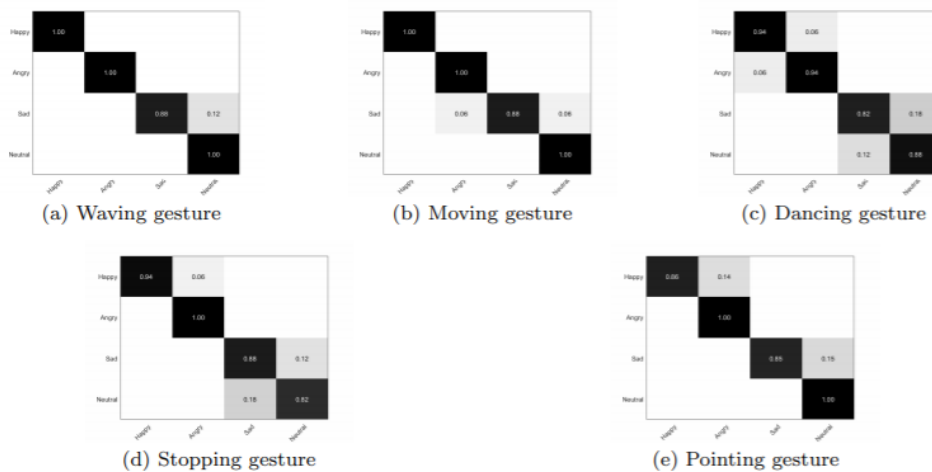 Happy 1.00
Angry 1.00
Sad 0.88 0.12
Neutral 1.00
Happy Angry Sad Neutral
(a) Waving gesture
Happy 1.00
Angry 1.00
Sad 0.06 0.88 0.06
Neutral 1.00
Happy Angry Sad Neutral
(b) Moving gesture
Happy 0.94 0.06
Angry 0.06 0.94
Sad 0.82 0.18
Neutral 0.12 0.88
Happy Angry Sad Neutral
(c) Dancing gesture
Happy 0.94 0.06
Angry 1.00
Sad 0.88 0.12
Neutral 0.18 0.82
Happy Angry Sad Neutral
(d) Stopping gesture
Happy 0.86 0.14
Angry 1.00
Sad 0.85 0.15
Neutral 1.00
Happy Angry Sad Neutral
(e) Pointing gesture